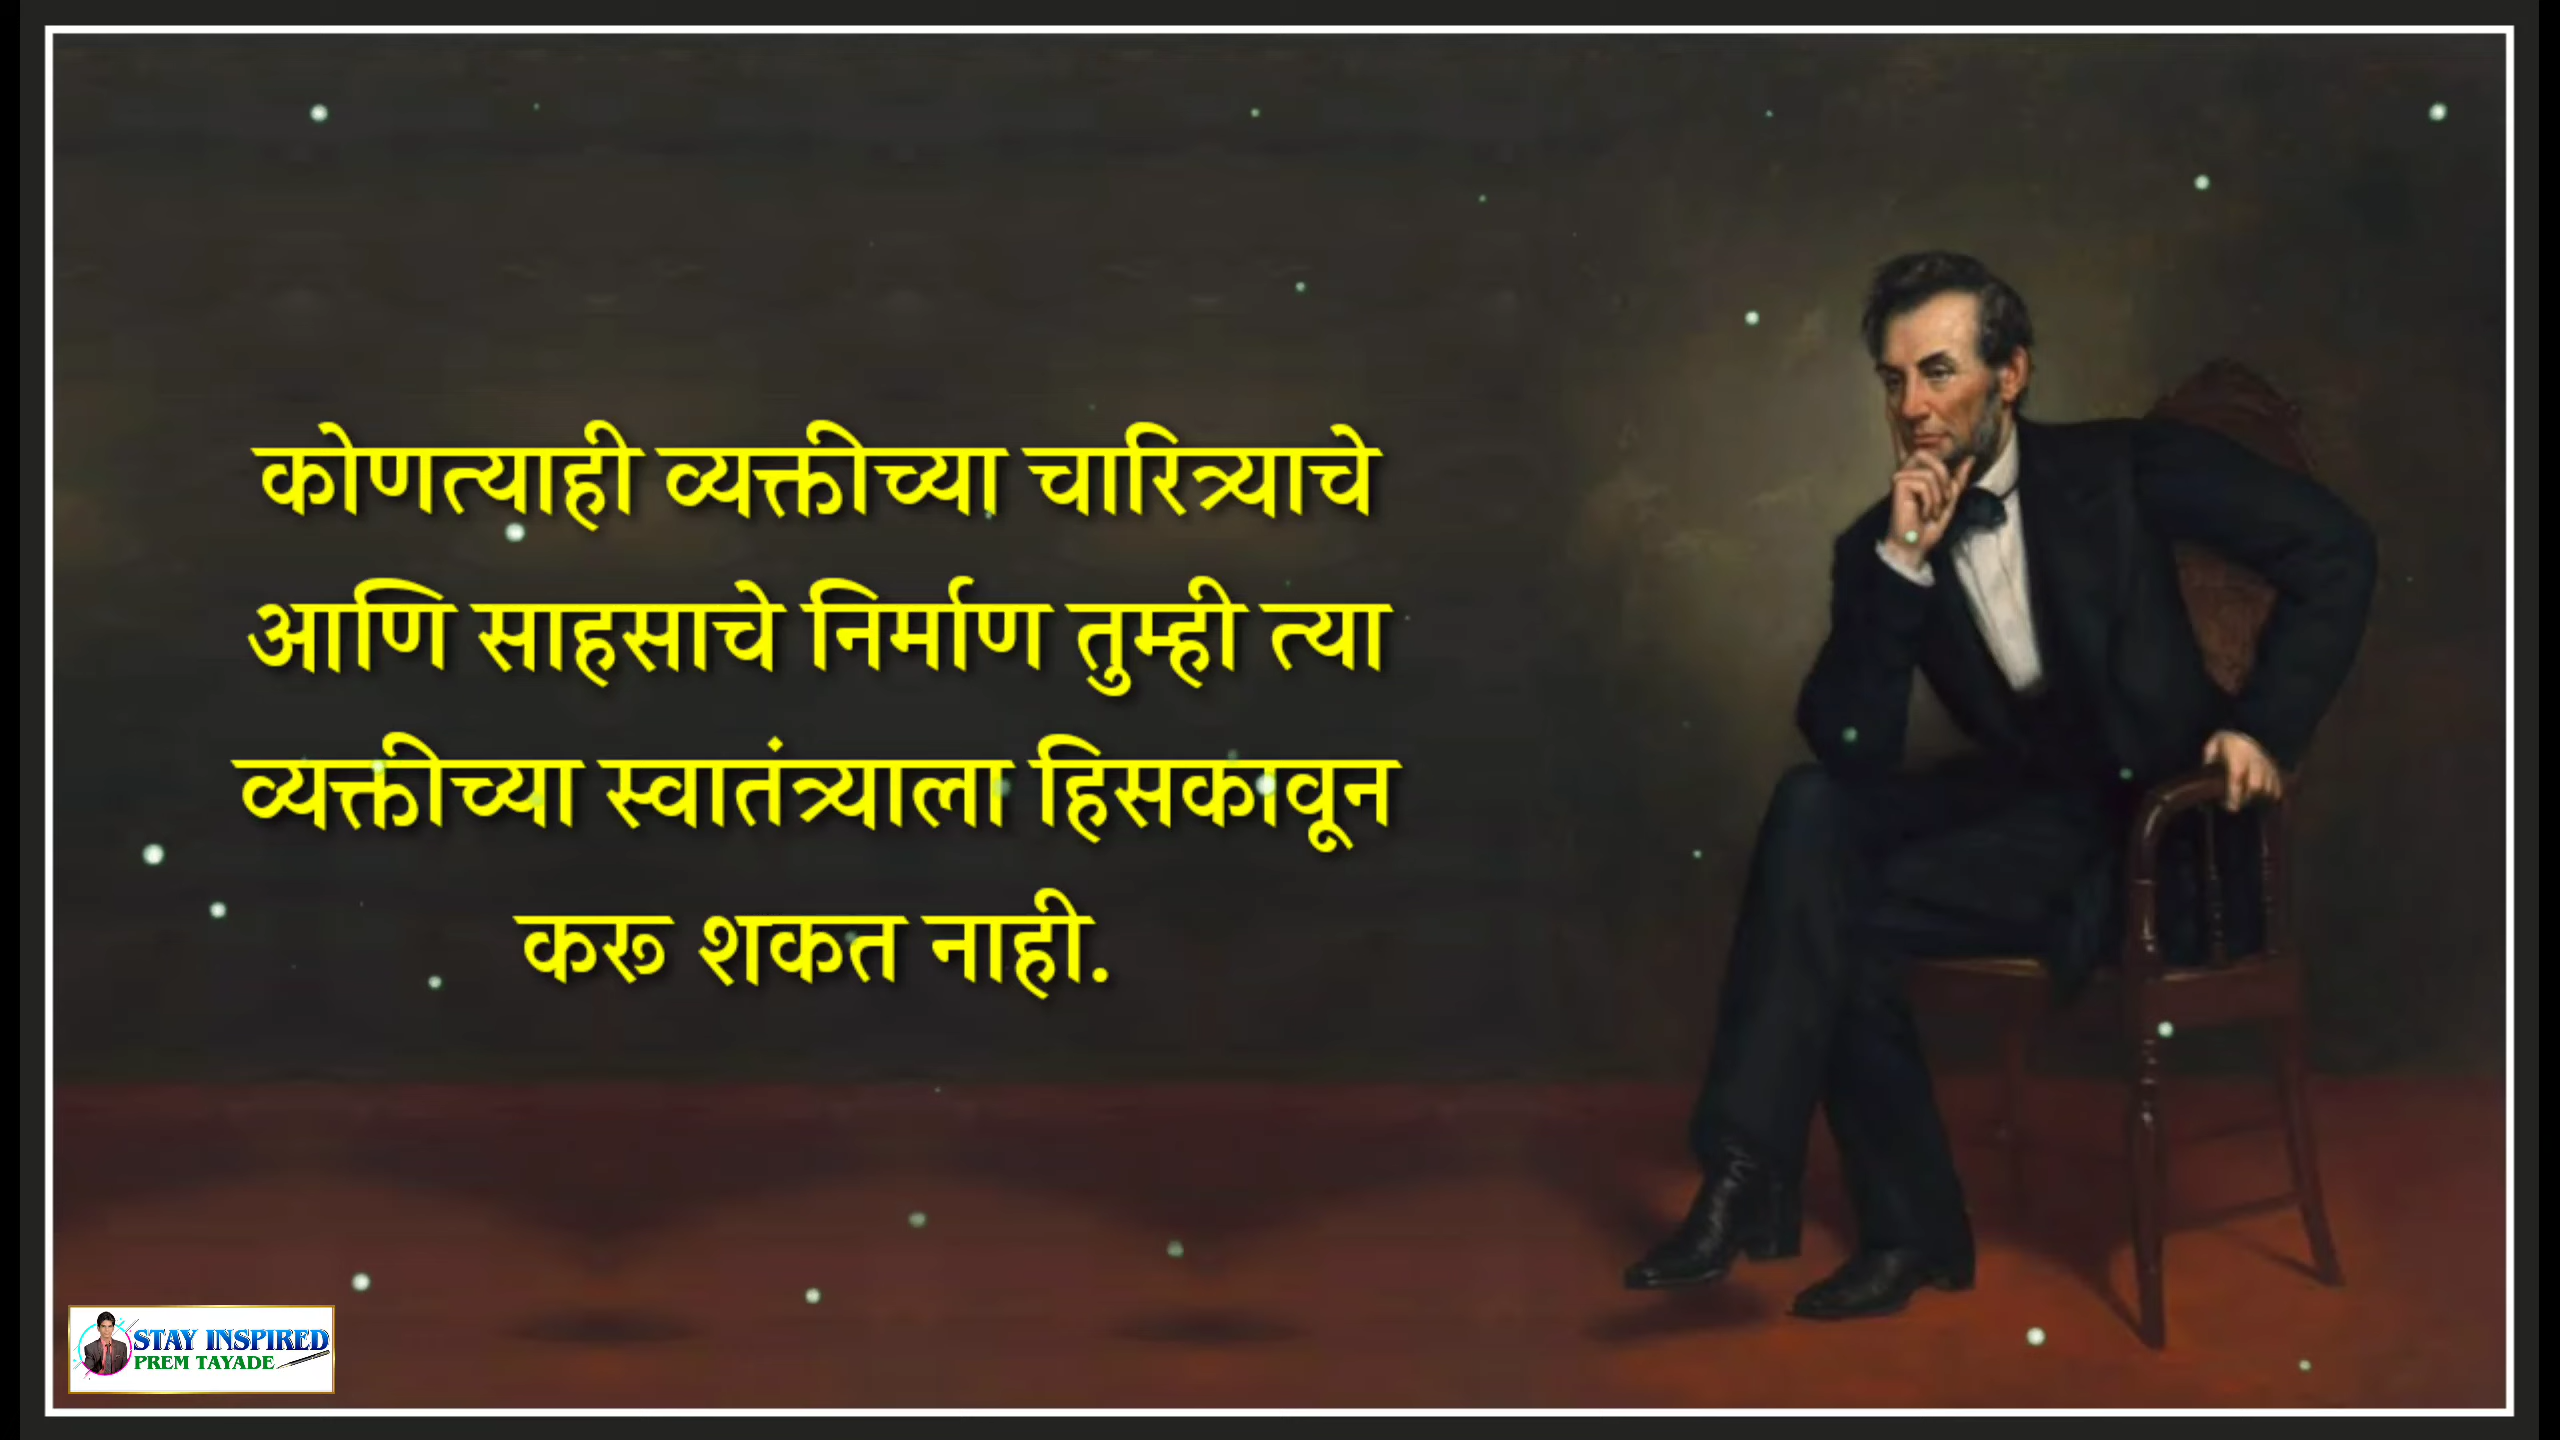 कोणत्याही व्यक्तीच्या चारित्र्याचे
आणि साहसाचे निर्माण तुम्ही त्या
व्यक्तीच्या स्वातंत्र्याला हिसकावून
करू शकत नाही.
STAY INSPIRED
PREM TAYADE